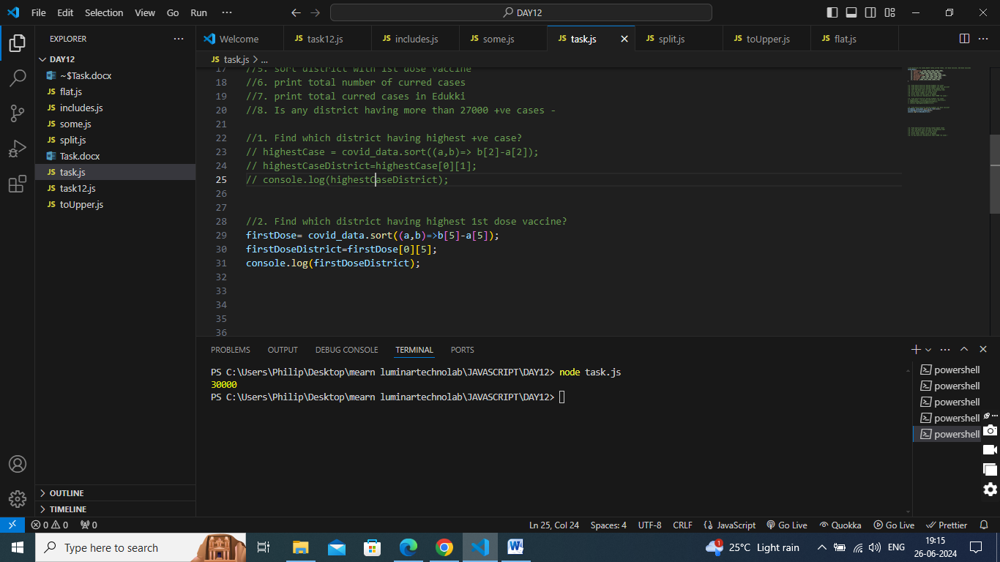 File Edit Selection View Go Run ···
DAY12
EXPLORER
DAY12
~$Task.docx
flat.js
includes.js
some.js
split.js
Task.docx
task.js
task12.js
toUpper.js
OUTLINE
TIMELINE
Welcome
JS task12.js
JS includes.js
JS some.js
JS task.js
JS split.js
JS toUpper.js
JS flat.js
JS task.js > ...
17 //5. sort district with 1st dose vaccine
18 //6. print total number of curred cases
19 //7. print total curred cases in Edukki
20 //8. Is any district having more than 27000 +ve cases -
21
22 //1. Find which district having highest +ve case?
23 // highestCase = covid_data.sort((a,b)=> b[2]-a[2]);
24 // highestCaseDistrict=highestCase[0][1];
25 // console.log(highestCaseDistrict);
26
27
28 //2. Find which district having highest 1st dose vaccine?
29 firstDose= covid_data.sort((a,b)=>b[5]-a[5]);
30 firstDoseDistrict=firstDose[0][5];
31 console.log(firstDoseDistrict);
32
33
34
35
36
PROBLEMS OUTPUT DEBUG CONSOLE TERMINAL PORTS
PS C:\Users\Philip\Desktop\mearn luminartechnolab\JAVASCRIPT\DAY12> node task.js
30000
PS C:\Users\Philip\Desktop\mearn luminartechnolab\JAVASCRIPT\DAY12>
powershell
powershell
powershell
powershell
powershell
0 0 0
Ln 25, Col 24 Spaces: 4 UTF-8 CRLF {} JavaScript Go Live Quokka Go Live Prettier
Type here to search
1 25°C Light rain
ENG
19:15
26-06-2024